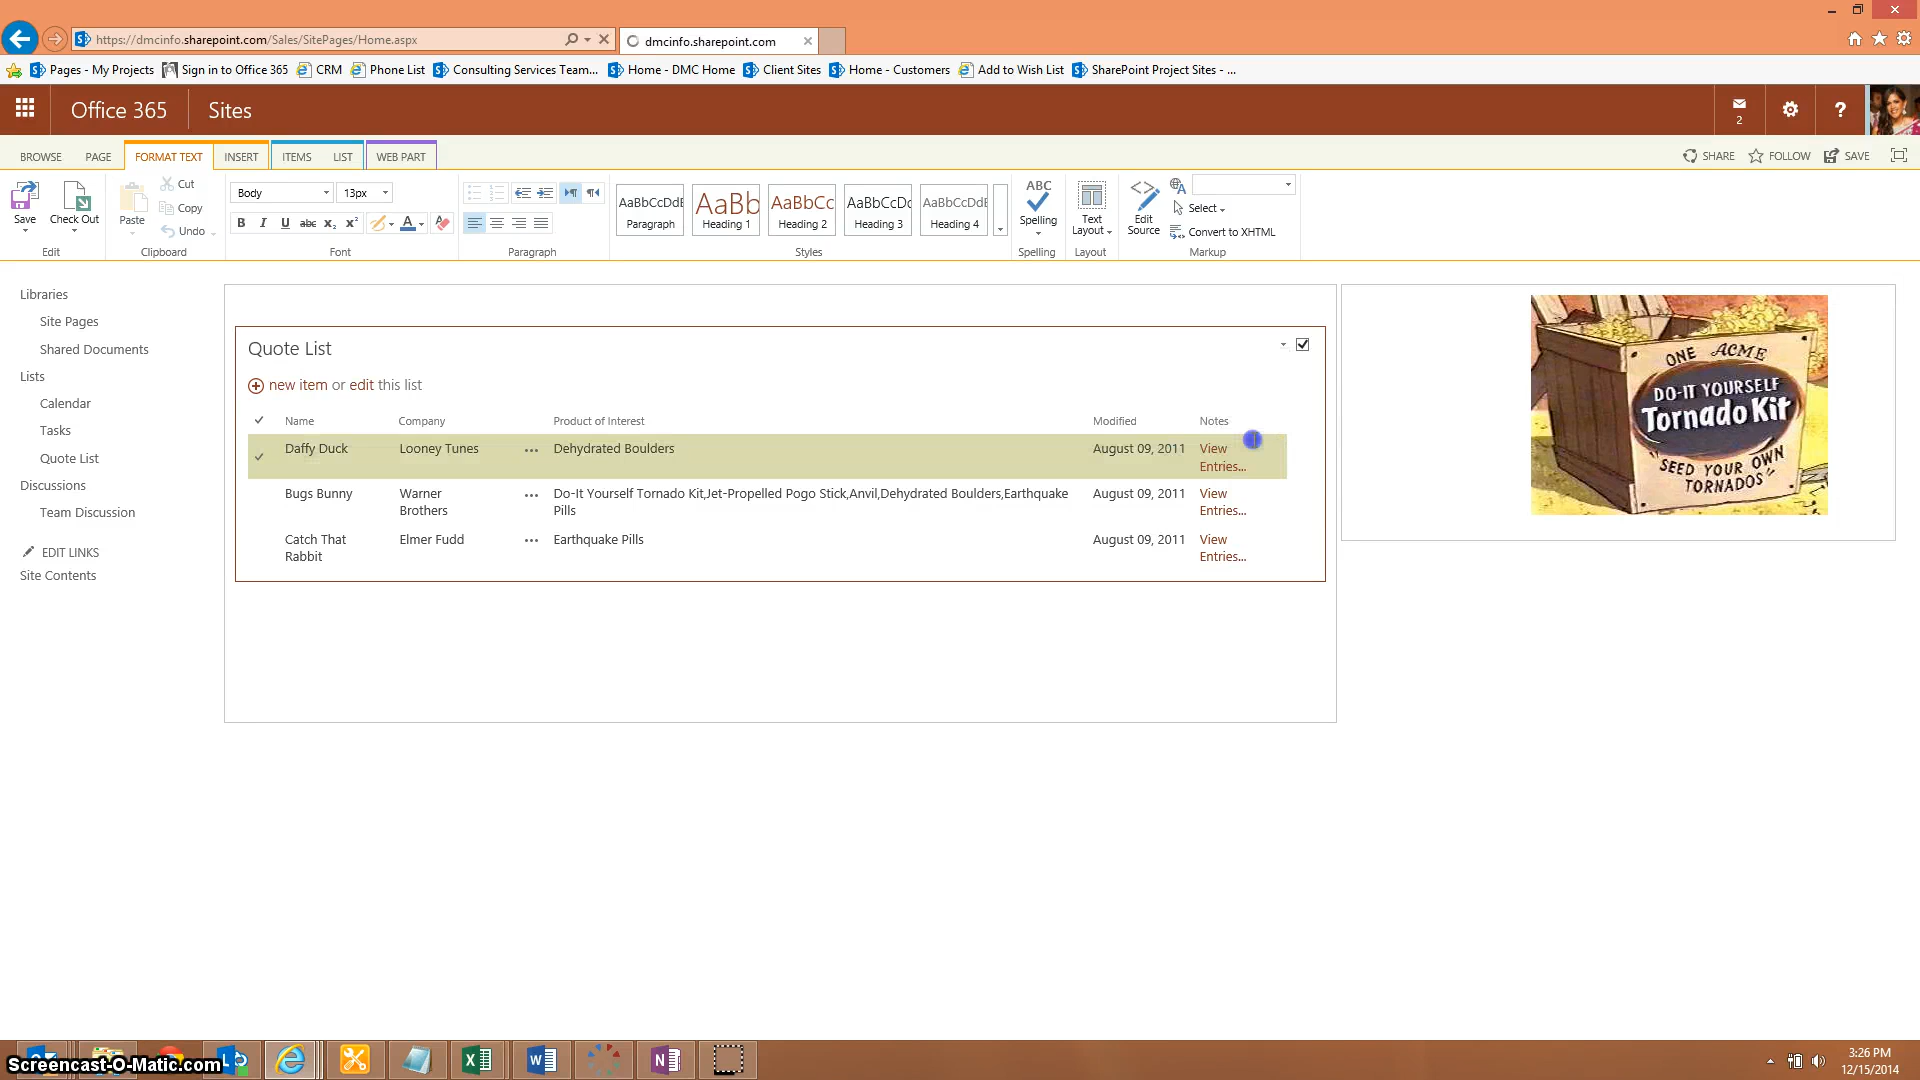 https://dmcinfo.sharepoint.com/Sales/SitePages/Home.aspx
dmcinfo.sharepoint.com
Pages - My Projects
Sign in to Office 365
CRM
Phone List
Consulting Services Team...
Home - DMC Home
Client Sites
Home - Customers
Add to Wish List
SharePoint Project Sites - ...
Office 365
Sites
2
?
BROWSE
PAGE
FORMAT TEXT
INSERT
ITEMS
LIST
WEB PART
SHARE
FOLLOW
SAVE
Save
Check Out
Edit
Paste
Cut
Copy
Undo
Clipboard
Body
13px
B I U abc x₂ x²
A
Font
Paragraph
AaBbCcDdE
Paragraph
AaBb
Heading 1
AaBbCc
Heading 2
AaBbCcDc
Heading 3
AaBbCcDdE
Heading 4
Styles
ABC
Spelling
Spelling
Text
Layout
Layout
Edit
Source
Select
Convert to XHTML
Markup
Libraries
Site Pages
Shared Documents
Lists
Calendar
Tasks
Quote List
Discussions
Team Discussion
EDIT LINKS
Site Contents
Quote List
new item or edit this list
Name Company Product of Interest Modified Notes
Daffy Duck Looney Tunes ... Dehydrated Boulders August 09, 2011 View
Entries...
Bugs Bunny Warner ... Do-It Yourself Tornado Kit,Jet-Propelled Pogo Stick,Anvil,Dehydrated Boulders,Earthquake August 09, 2011 View
Brothers Pills Entries...
Catch That Elmer Fudd ... Earthquake Pills August 09, 2011 View
Rabbit Entries...
ONE ACME
DO-IT YOURSELF
Tornado Kit
"SEED YOUR OWN
TORNADOS"
Screencast-O-Matic.com
3:26 PM
12/15/2014